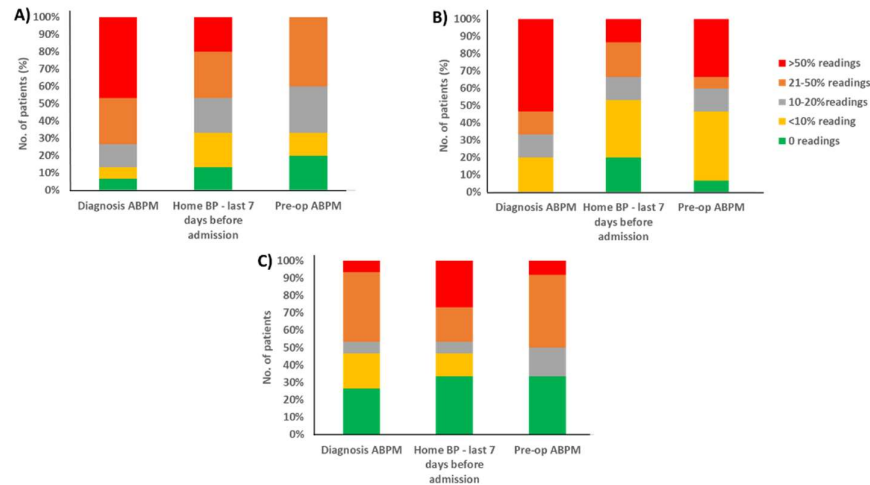 A)
No. of patients (%)
100%
90%
80%
70%
60%
50%
40%
30%
20%
10%
0%
Diagnosis ABPM
Home BP - last 7
days before
admission
Pre-op ABPM
B)
No. of patients (%)
100%
90%
80%
70%
60%
50%
40%
30%
20%
10%
0%
Diagnosis ABPM
Home BP - last 7
days before
admission
Pre-op ABPM
>50% readings
21-50% readings
10-20%readings
<10% reading
0 readings
C)
No. of patients
100%
90%
80%
70%
60%
50%
40%
30%
20%
10%
0%
Diagnosis ABPM
Home BP - last 7
days before
admission
Pre-op ABPM